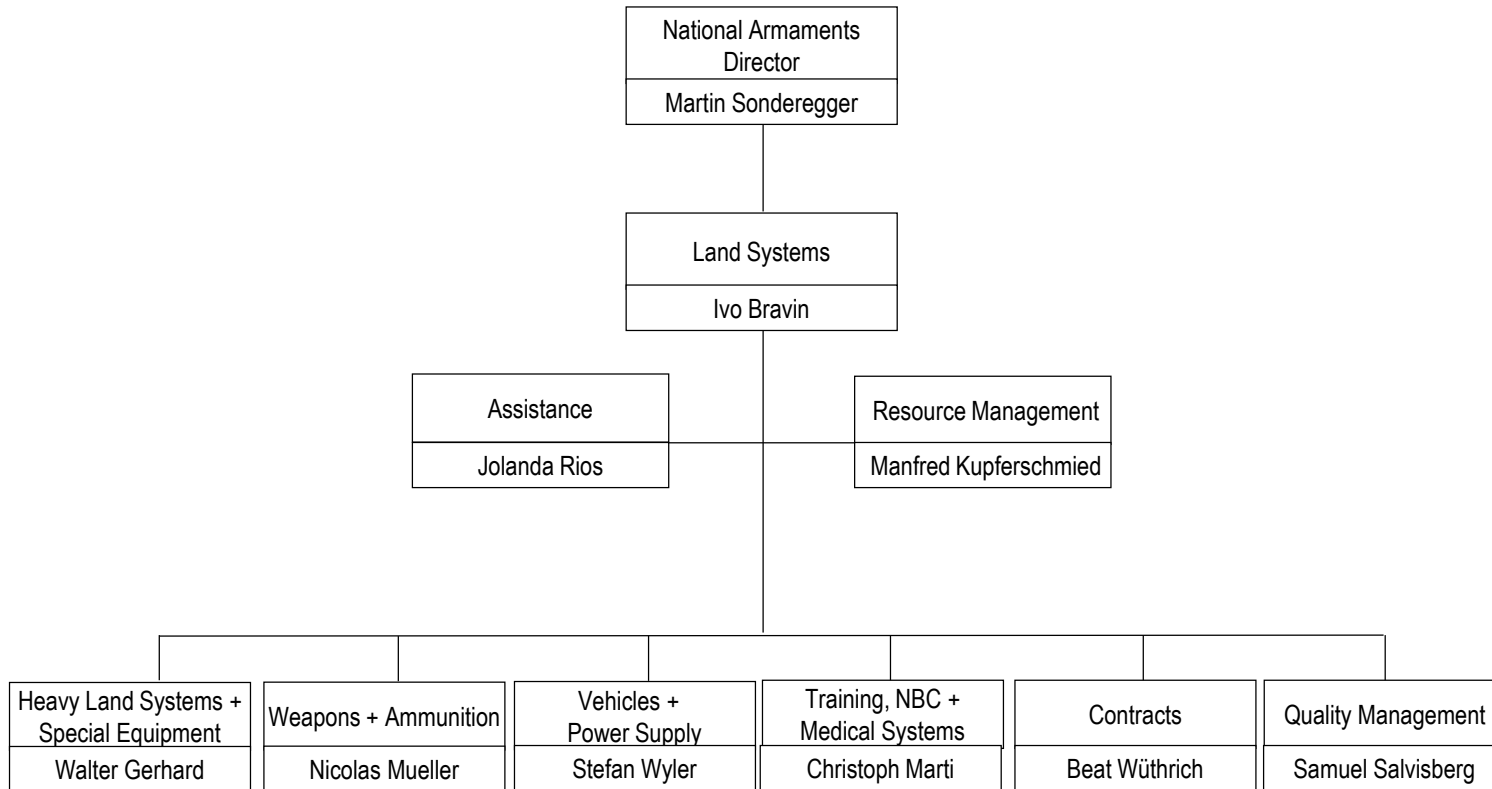 National Armaments
Director
Martin Sonderegger
Land Systems
Ivo Bravin
Assistance
Jolanda Rios
Resource Management
Manfred Kupferschmied
Heavy Land Systems +
Special Equipment
Walter Gerhard
Weapons + Ammunition
Nicolas Mueller
Vehicles +
Power Supply
Stefan Wyler
Training, NBC +
Medical Systems
Christoph Marti
Contracts
Beat Wüthrich
Quality Management
Samuel Salvisberg